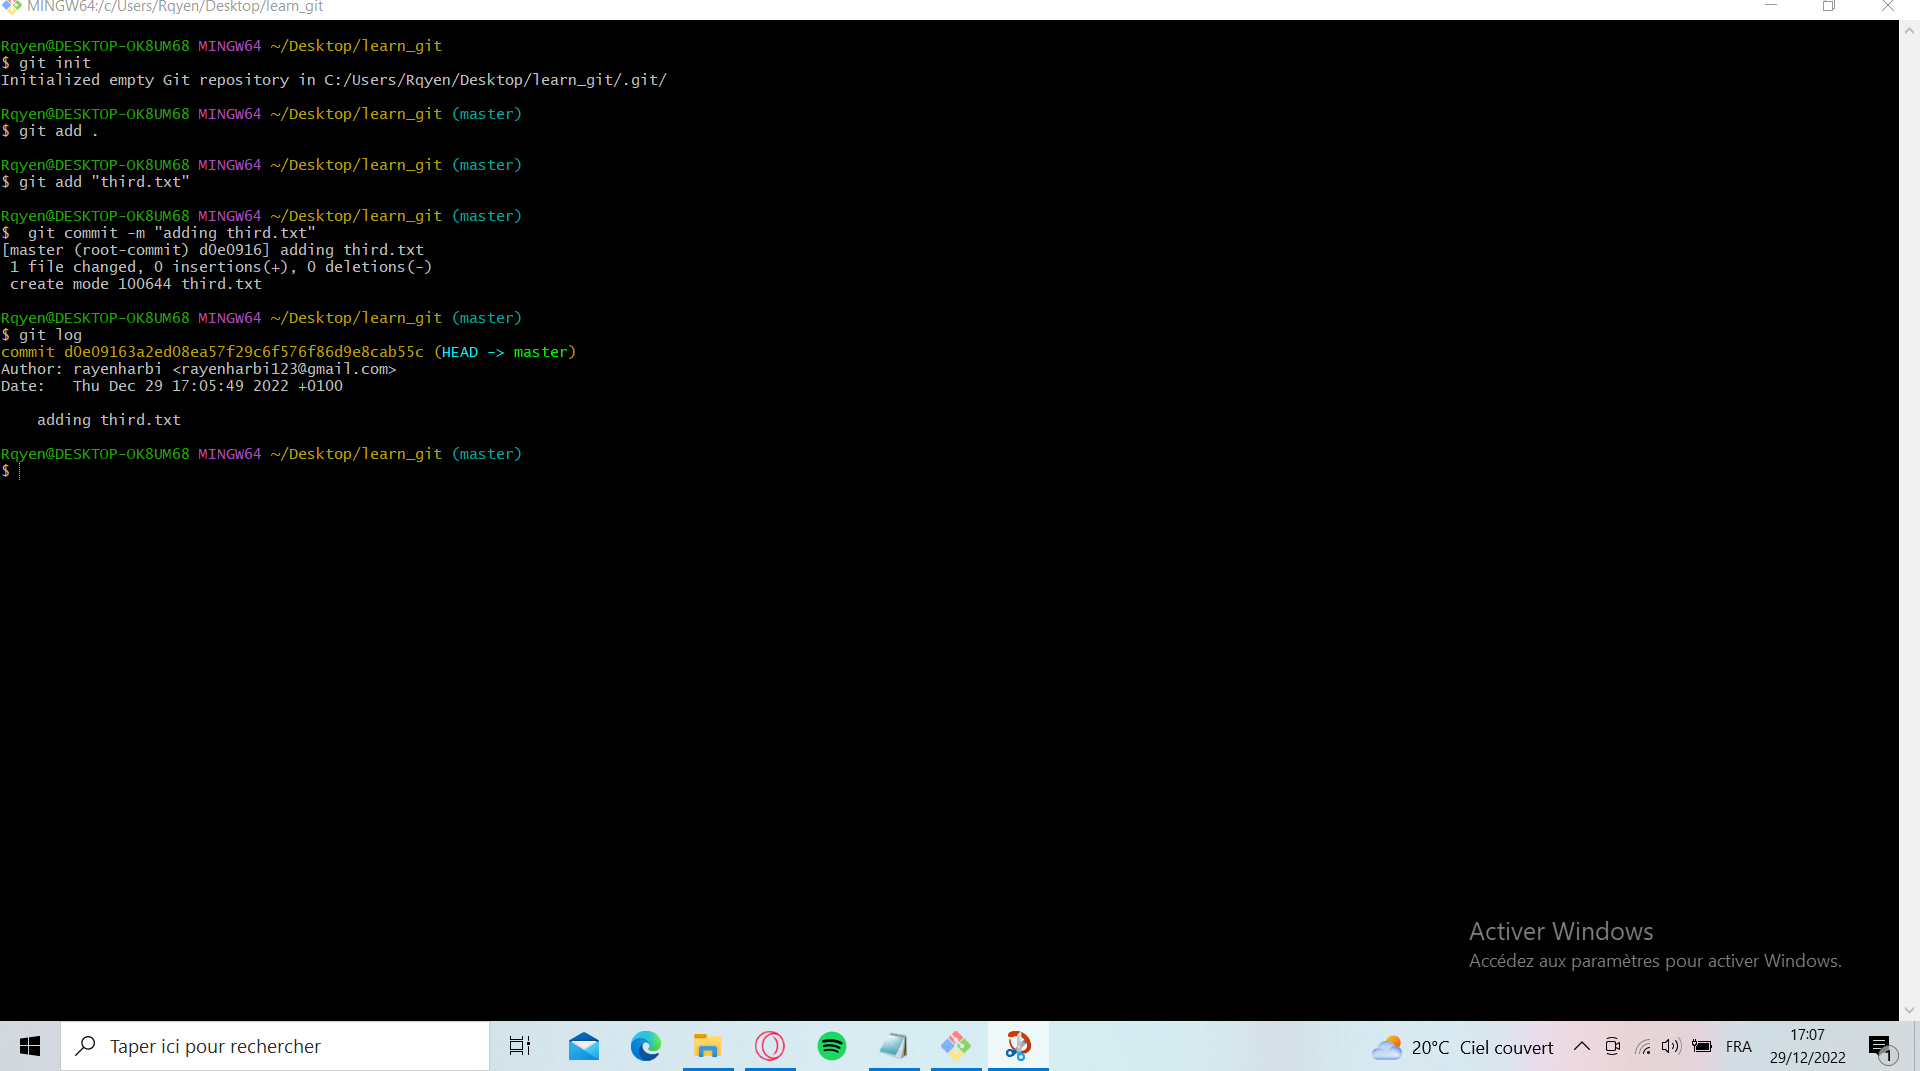 MINGW64:/c/Users/Rqyen/Desktop/learn_git
Rqyen@DESKTOP-OK8UM68 MINGW64 ~/Desktop/learn_git
$ git init
Initialized empty Git repository in C:/Users/Rqyen/Desktop/learn_git/.git/
Rqyen@DESKTOP-OK8UM68 MINGW64 ~/Desktop/learn_git (master)
$ git add .
Rqyen@DESKTOP-OK8UM68 MINGW64 ~/Desktop/learn_git (master)
$ git add "third.txt"
Rqyen@DESKTOP-OK8UM68 MINGW64 ~/Desktop/learn_git (master)
$  git commit -m "adding third.txt"
[master (root-commit) d0e0916] adding third.txt
 1 file changed, 0 insertions(+), 0 deletions(-)
 create mode 100644 third.txt
Rqyen@DESKTOP-OK8UM68 MINGW64 ~/Desktop/learn_git (master)
$ git log
commit d0e09163a2ed08ea57f29c6f576f86d9e8cab55c (HEAD -> master)
Author: rayenharbi <rayenharbi123@gmail.com>
Date:   Thu Dec 29 17:05:49 2022 +0100
    adding third.txt
Rqyen@DESKTOP-OK8UM68 MINGW64 ~/Desktop/learn_git (master)
$
Activer Windows
Accédez aux paramètres pour activer Windows.
Taper ici pour rechercher
20°C Ciel couvert
FRA
17:07
29/12/2022
1